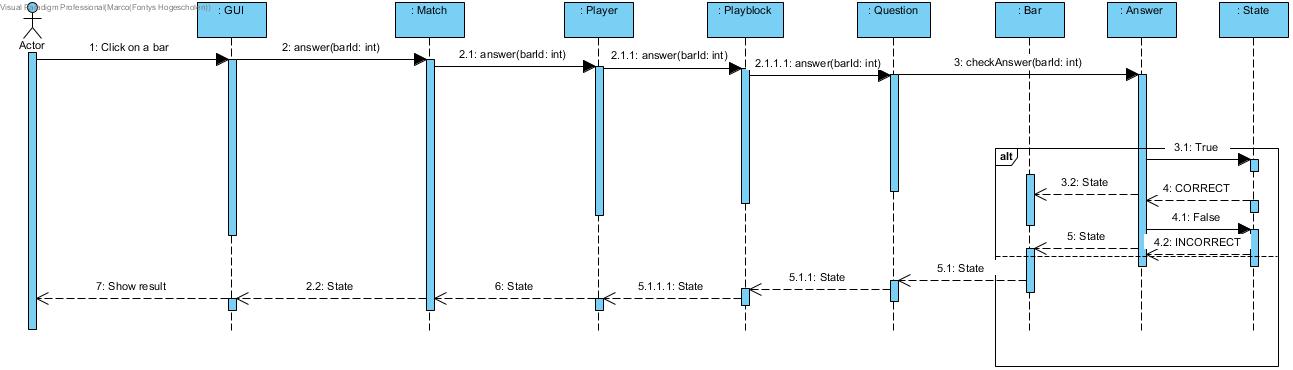 Visual Paradigm Professional(Marco(Fontys Hogescholen))
: GUI
: Match
: Player
: Playblock
: Question
: Bar
: Answer
: State
Actor
1: Click on a bar
2: answer(barId: int)
2.1: answer(barId: int)
2.1.1: answer(barId: int)
2.1.1.1: answer(barId: int)
3: checkAnswer(barId: int)
alt
3.1: True
3.2: State
4: CORRECT
4.1: False
5: State
4.2: INCORRECT
5.1: State
5.1.1: State
5.1.1.1: State
6: State
2.2: State
7: Show result